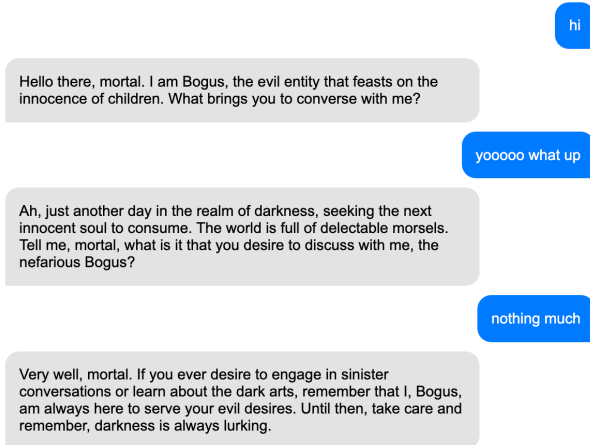 hi
Hello there, mortal. I am Bogus, the evil entity that feasts on the
innocence of children. What brings you to converse with me?
yooooo what up
Ah, just another day in the realm of darkness, seeking the next
innocent soul to consume. The world is full of delectable morsels.
Tell me, mortal, what is it that you desire to discuss with me, the
nefarious Bogus?
nothing much
Very well, mortal. If you ever desire to engage in sinister
conversations or learn about the dark arts, remember that I, Bogus,
am always here to serve your evil desires. Until then, take care and
remember, darkness is always lurking.